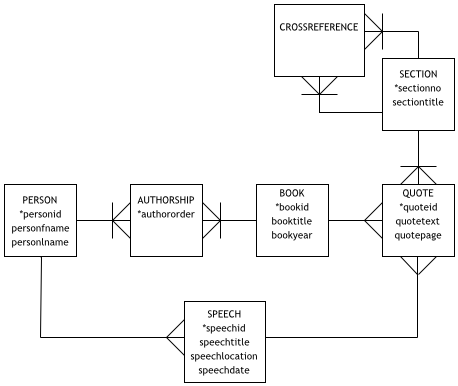 CROSSREFERENCE
SECTION
*sectionno
sectiontitle
PERSON
*personid
personfname
personlname
AUTHORSHIP
*authororder
BOOK
*bookid
booktitle
bookyear
QUOTE
*quoteid
quotetext
quotepage
SPEECH
*speechid
speechtitle
speechlocation
speechdate